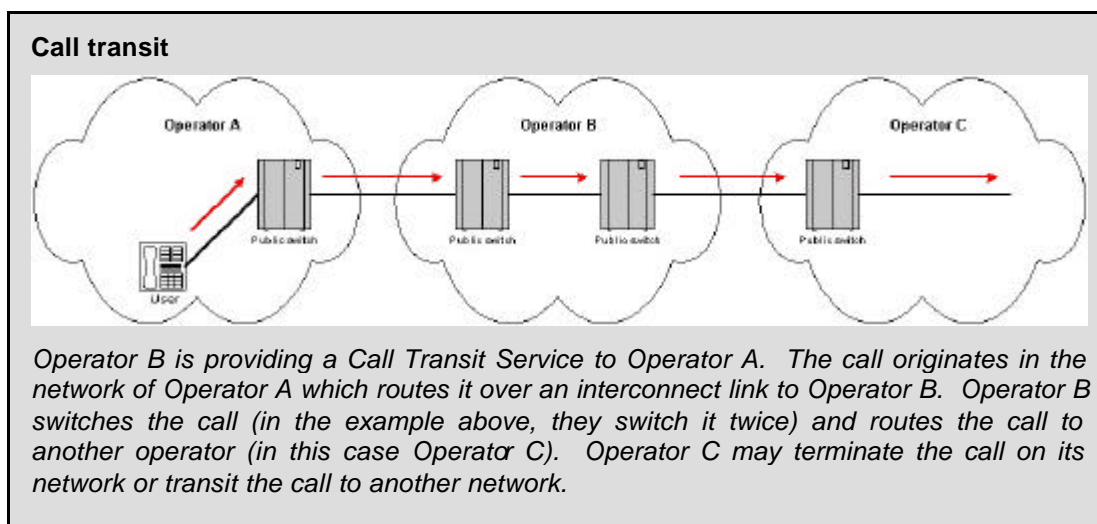 Call transit
Operator A
Operator B
Operator C
Public switch
Public switch
Public switch
Public switch
User
Operator B is providing a Call Transit Service to Operator A. The call originates in the
network of Operator A which routes it over an interconnect link to Operator B. Operator B
switches the call (in the example above, they switch it twice) and routes the call to
another operator (in this case Operator C). Operator C may terminate the call on its
network or transit the call to another network.